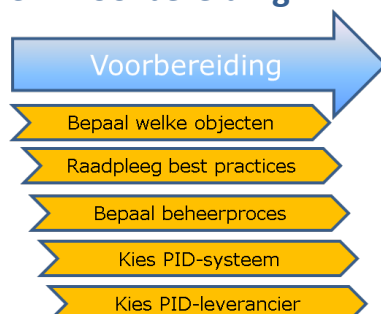 Voorbereiding
Bepaal welke objecten
Raadpleeg best practices
Bepaal beheerproces
Kies PID-systeem
Kies PID-leverancier